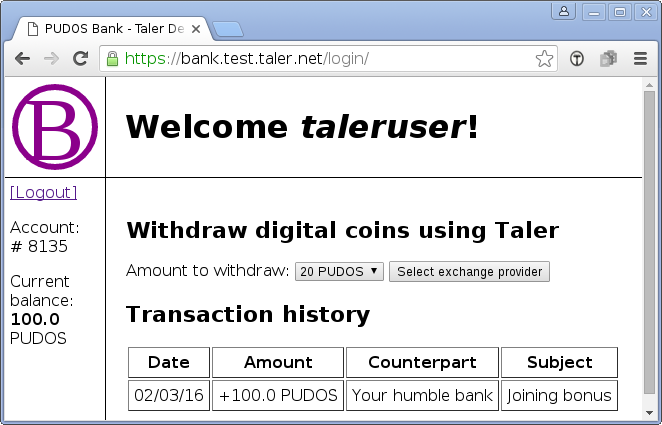 PUDOS Bank - Taler De
https://bank.test.taler.net/login/
B
Welcome taleruser!
[Logout]
Account:
# 8135
Current
balance:
100.0
PUDOS
Withdraw digital coins using Taler
Amount to withdraw: 20 PUDOS Select exchange provider
Transaction history
Date Amount Counterpart Subject
02/03/16 +100.0 PUDOS Your humble bank Joining bonus